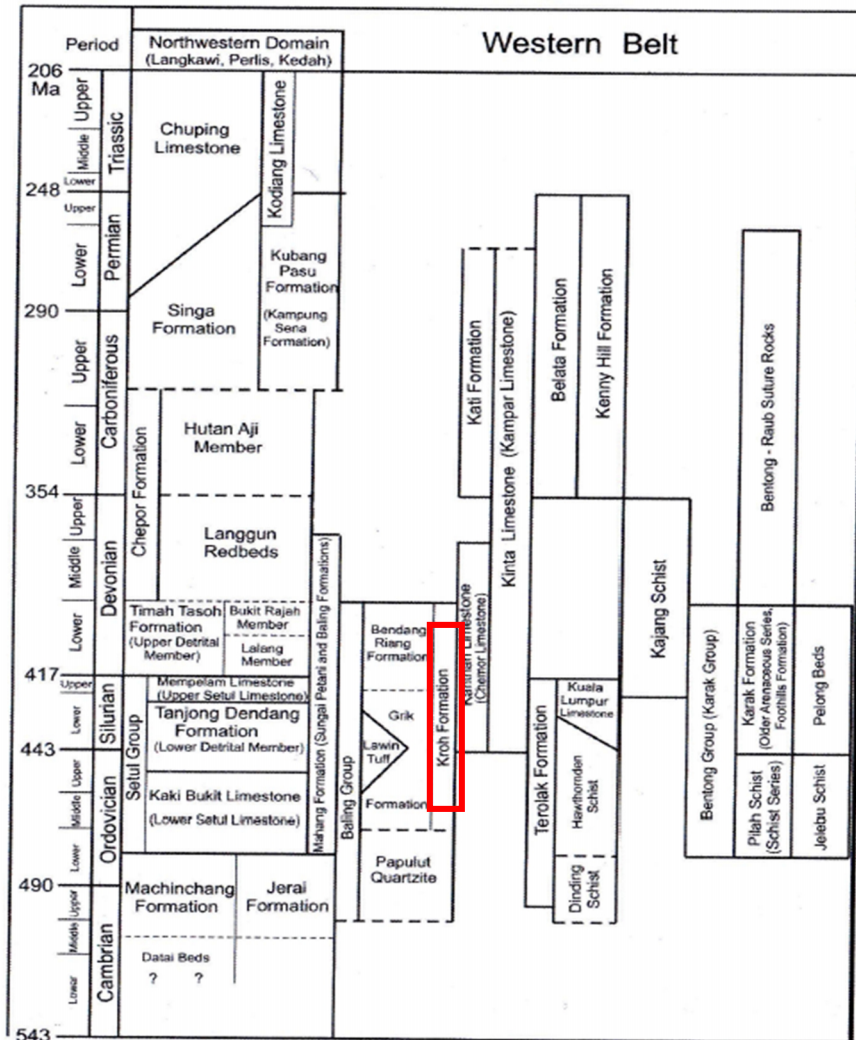 Period
Northwestern Domain
(Langkawi, Perlis, Kedah)
Western Belt
206
Ma
248
290
354
417
443
490
543
Upper
Middle
Lower
Triassic
Upper
Lower
Permian
Upper
Lower
Carboniferous
Upper
Middle
Lower
Devonian
Upper
Lower
Silurian
Upper
Middle
Lower
Ordovician
Upper
Middle
Lower
Cambrian
Chuping
Limestone
Kodiang Limestone
Singa
Formation
Kubang
Pasu
Formation
(Kampung
Sena
Formation)
Chepor Formation
Hutan Aji
Member
Langgun
Redbeds
Timah Tasoh
Formation
(Upper Detrital
Member)
Bukit Rajah
Member
Lalang
Member
Setul Group
Mempelam Limestone
(Upper Setul Limestone)
Tanjong Dendang
Formation
(Lower Detrital Member)
Kaki Bukit Limestone
(Lower Setul Limestone)
Machinchang
Formation
Jerai
Formation
Datai Beds
? ?
Mahang Formation (Sungai Petani and Baling Formations)
Baling Group
Bendang
Riang
Formation
Grik
Lawin
Tuff
Formation
Papulut
Quartzite
Kroh Formation
Kati Formation
Limestone
(Chemor Limestone)
Kinta Limestone (Kampar Limestone)
Belata Formation
Kenny Hill Formation
Terolak Formation
Kuala
Lumpur
Limestone
Hawthornden
Schist
Dinding
Schist
Kajang Schist
Bentong Group (Karak Group)
Bentong - Raub Suture Rocks
Karak Formation
(Older Arenaceous Series,
Foothills Formation)
Pilah Schist
(Schist Series)
Pelong Beds
Jelebu Schist